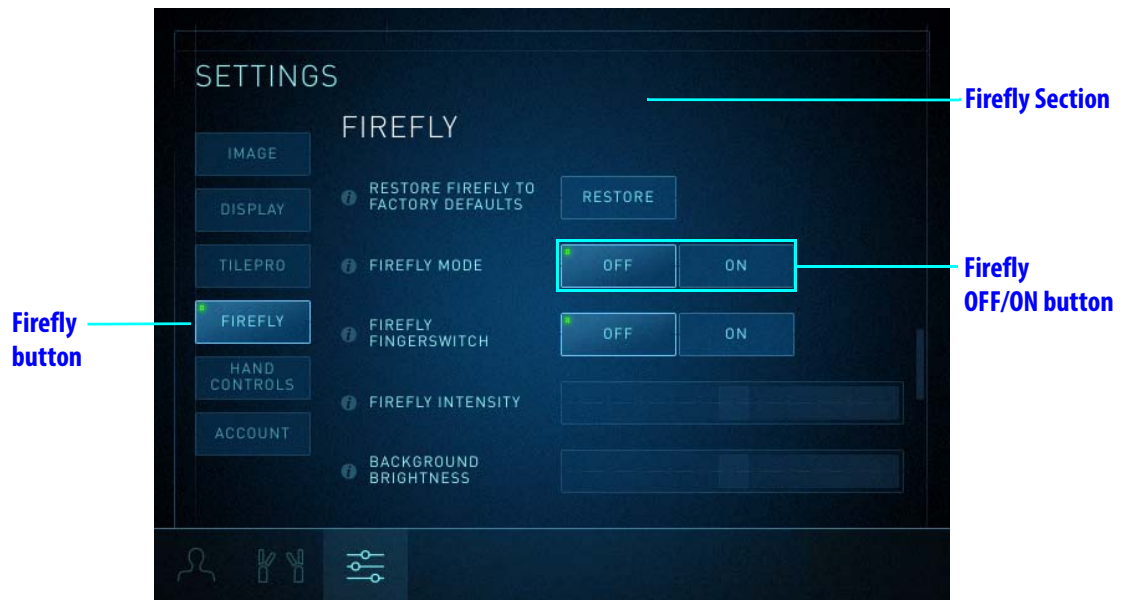 SETTINGS
FIREFLY
IMAGE
DISPLAY
TILEPRO
FIREFLY
HAND
CONTROLS
ACCOUNT
RESTORE FIREFLY TO
FACTORY DEFAULTS
RESTORE
FIREFLY MODE
OFF
ON
FIREFLY
FINGERSWITCH
OFF
ON
FIREFLY INTENSITY
BACKGROUND
BRIGHTNESS
Firefly Section
Firefly
OFF/ON button
Firefly
button